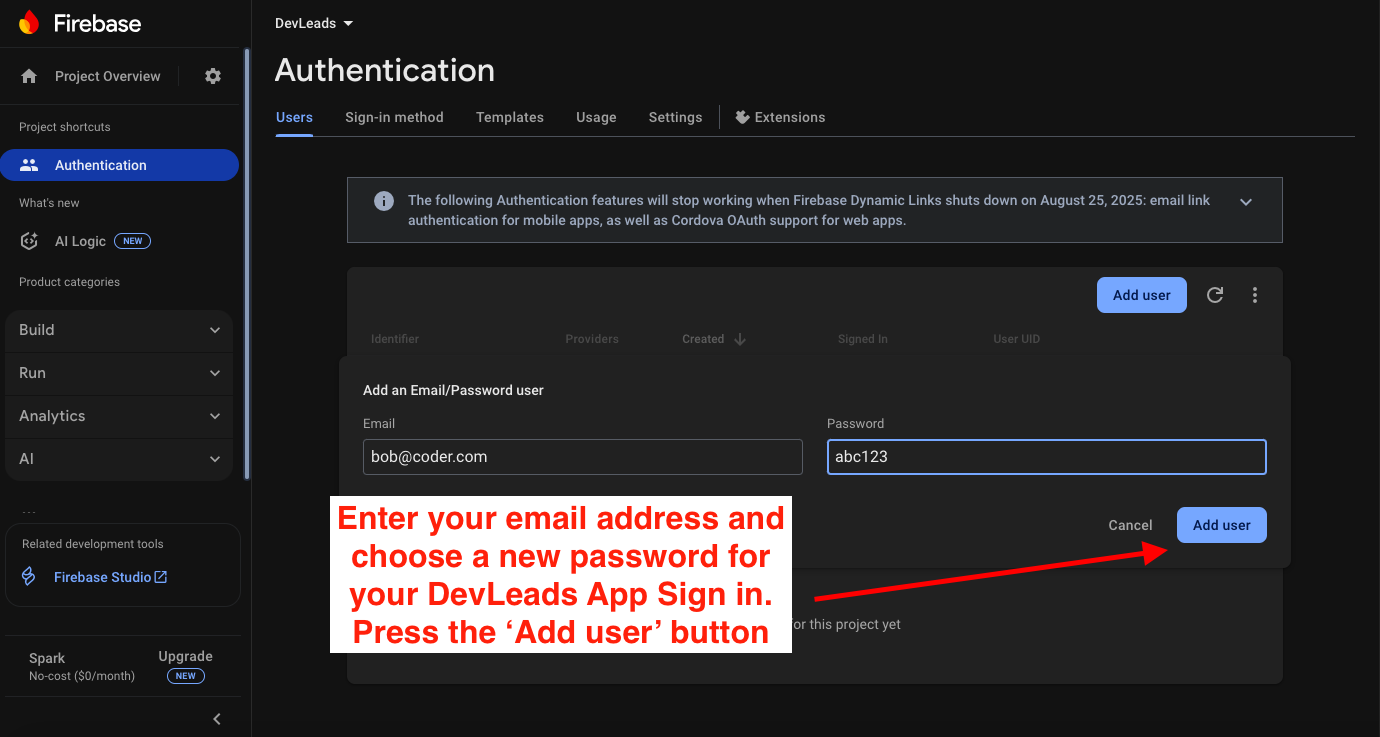 Firebase
Project Overview
Project shortcuts
Authentication
What's new
AI Logic NEW
Product categories
Build
Run
Analytics
AI
...
Related development tools
Firebase Studio
Spark
No-cost ($0/month)
Upgrade
NEW
DevLeads
Authentication
Users Sign-in method Templates Usage Settings Extensions
The following Authentication features will stop working when Firebase Dynamic Links shuts down on August 25, 2025: email link
authentication for mobile apps, as well as Cordova OAuth support for web apps.
Add user
Identifier Providers Created Signed In User UID
Add an Email/Password user
Email Password
bob@coder.com abc123
Cancel Add user
Enter your email address and
choose a new password for
your DevLeads App Sign in.
Press the ‘Add user’ button
for this project yet